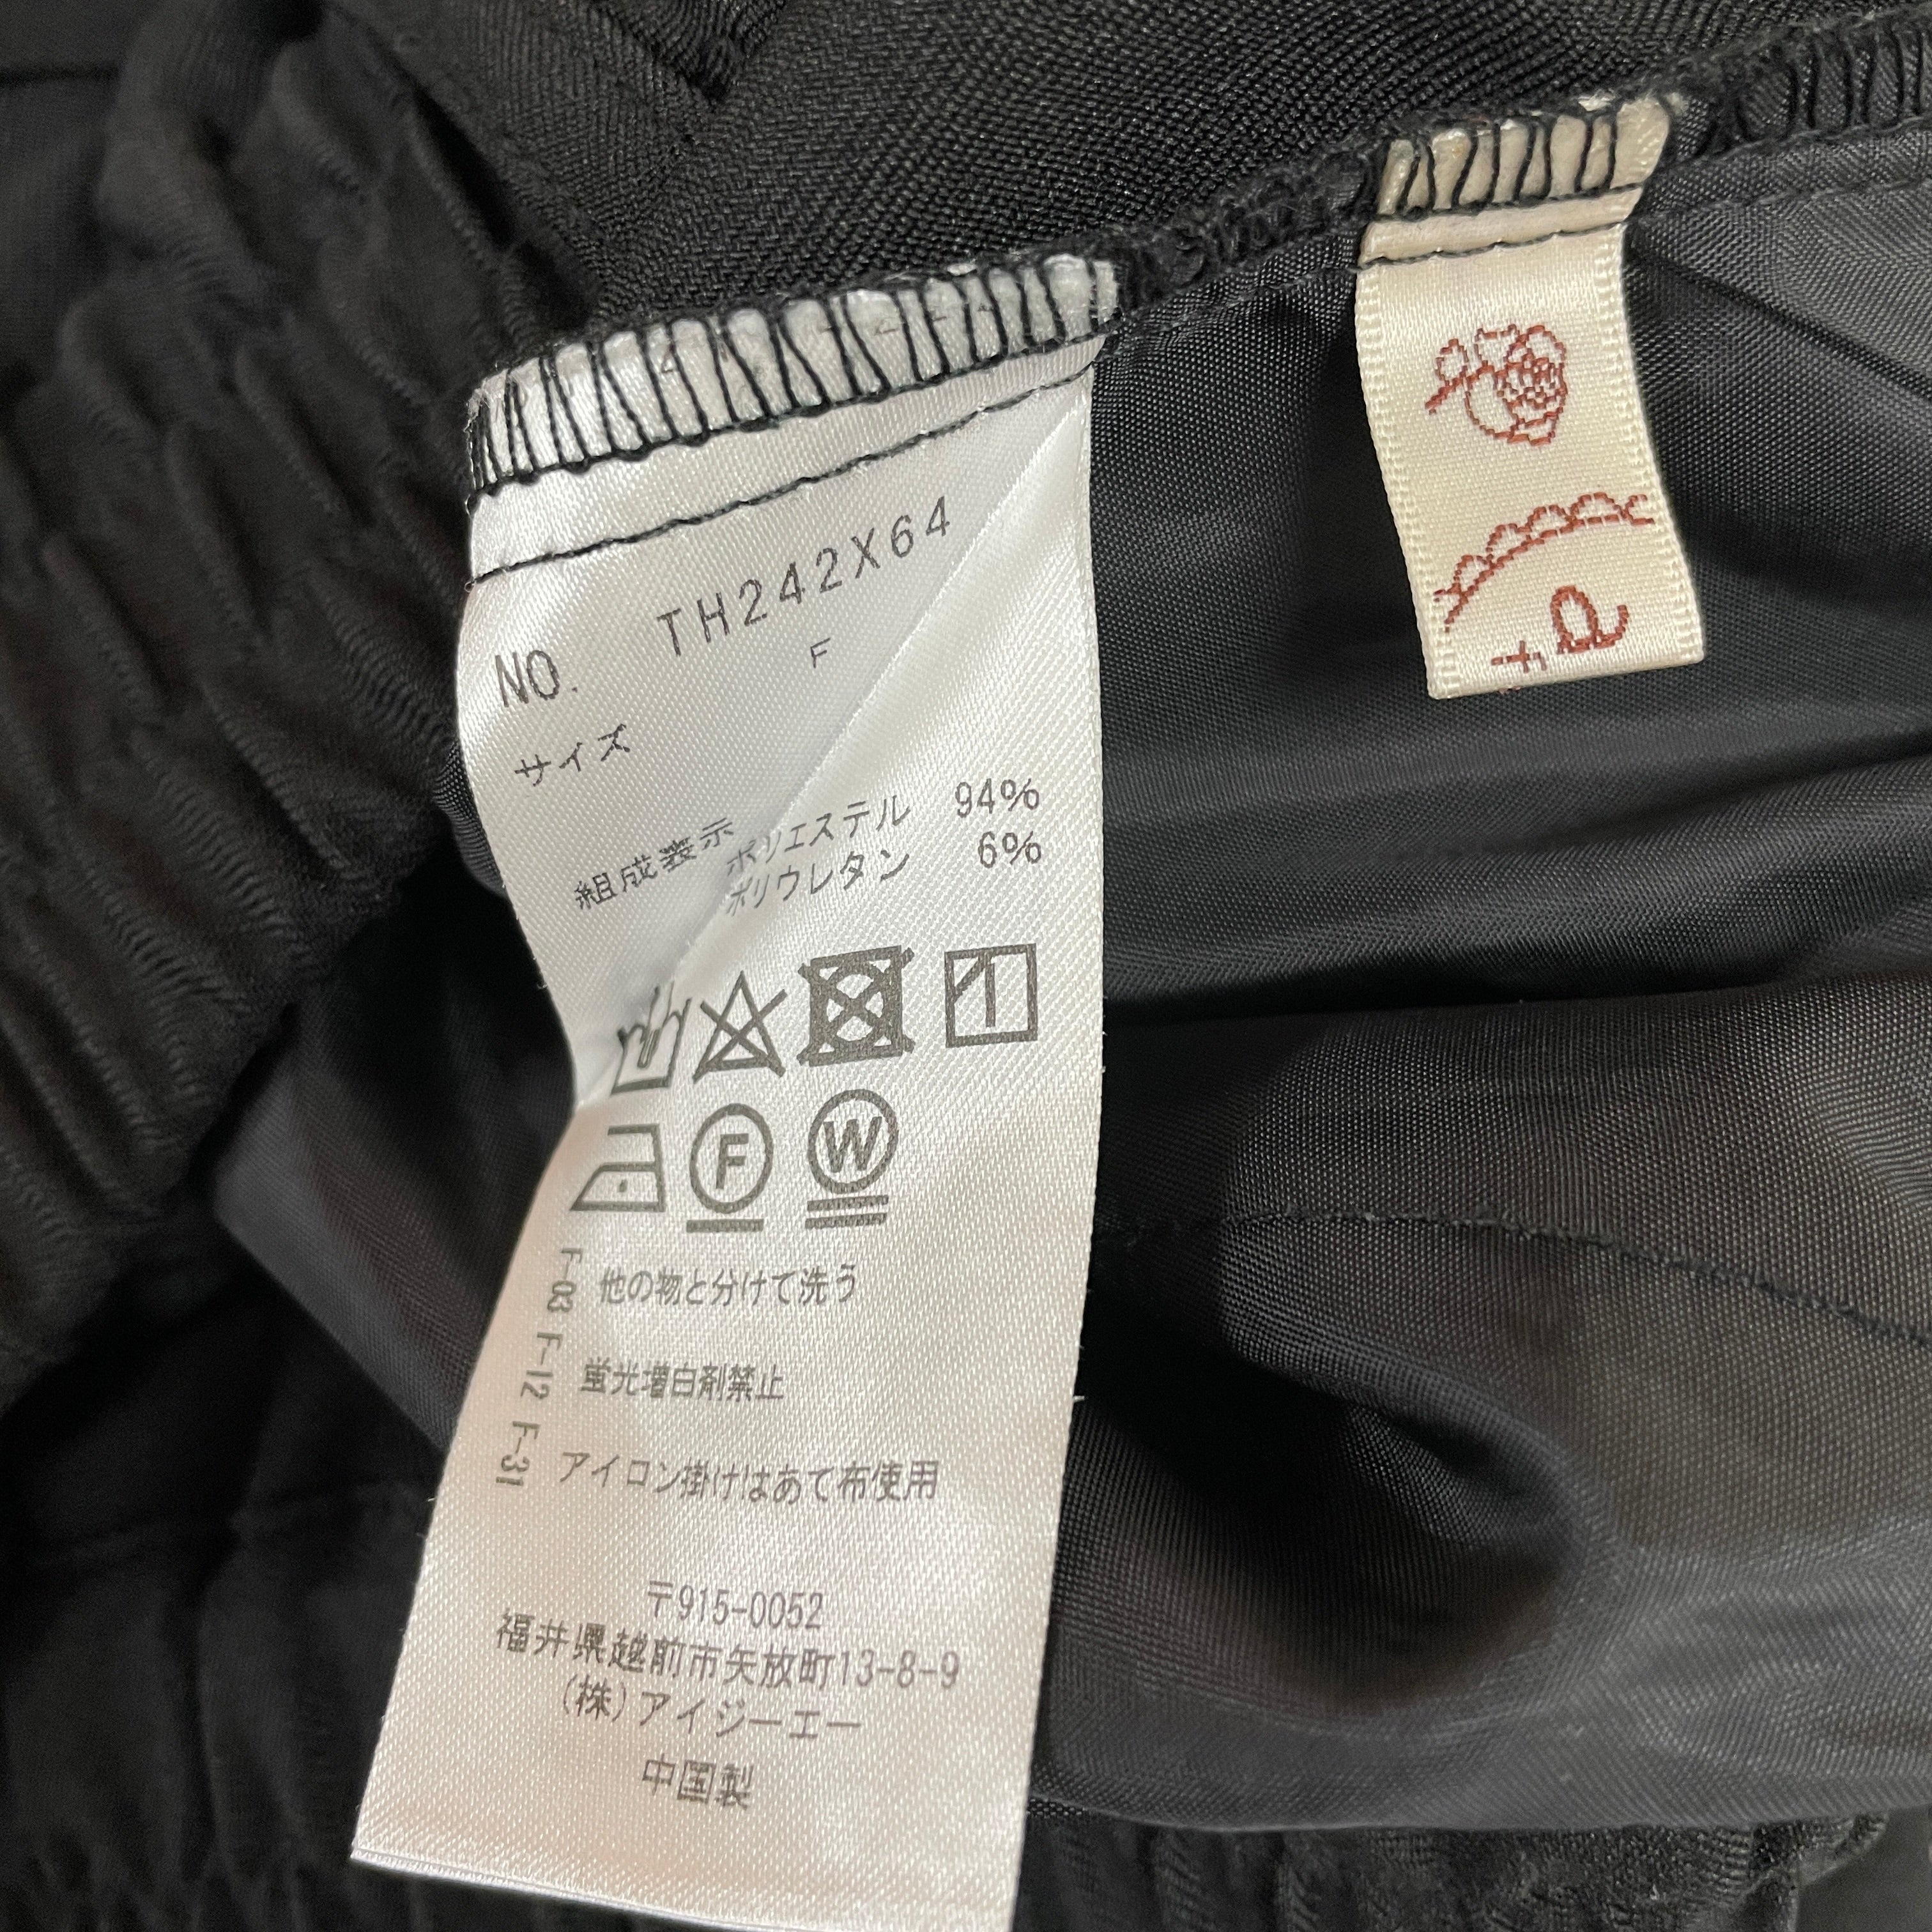 NO. TH242X64
サイズ F
組成表示 ポリエステル 94%
ポリウレタン 6%
F
W
F-03 他の物と分けて洗う
F-12 蛍光増白剤禁止
F-31 アイロン掛けはあて布使用
〒915-0052
福井県越前市矢放町13-8-9
(株)アイジーエー
中国製